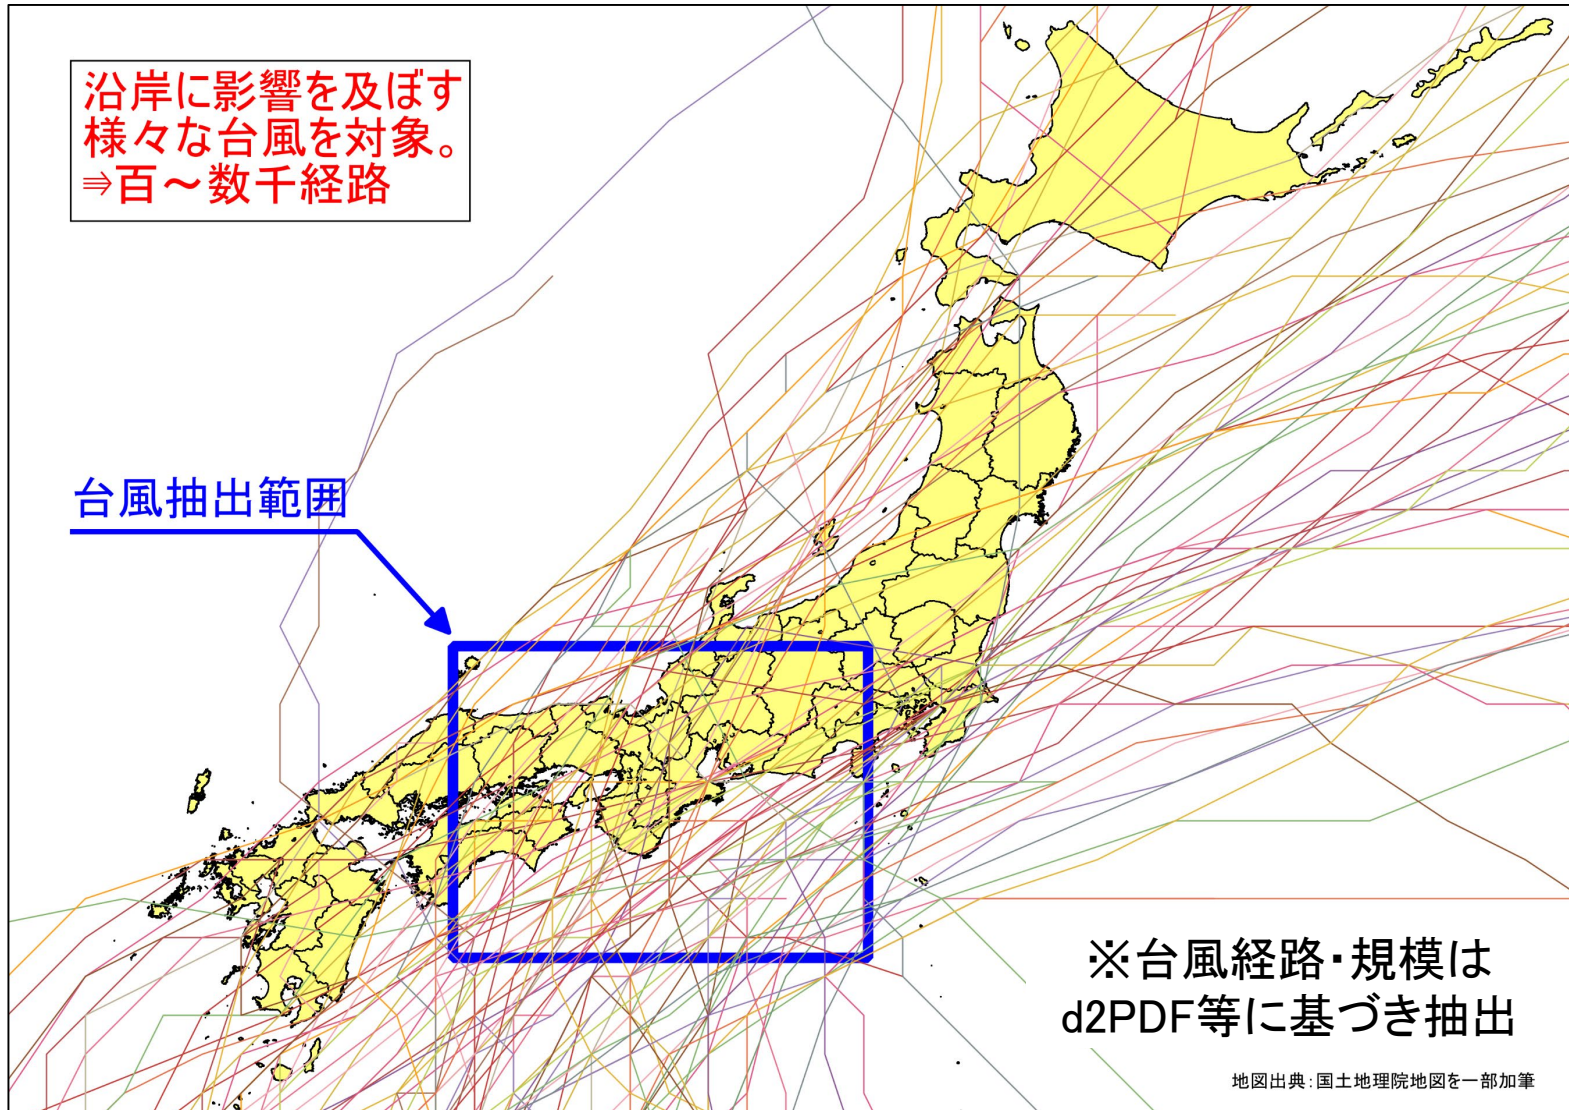 沿岸に影響を及ぼす
様々な台風を対象。
⇒百～数千経路
台風抽出範囲
※台風経路・規模は
d2PDF等に基づき抽出
地図出典：国土地理院地図を一部加筆